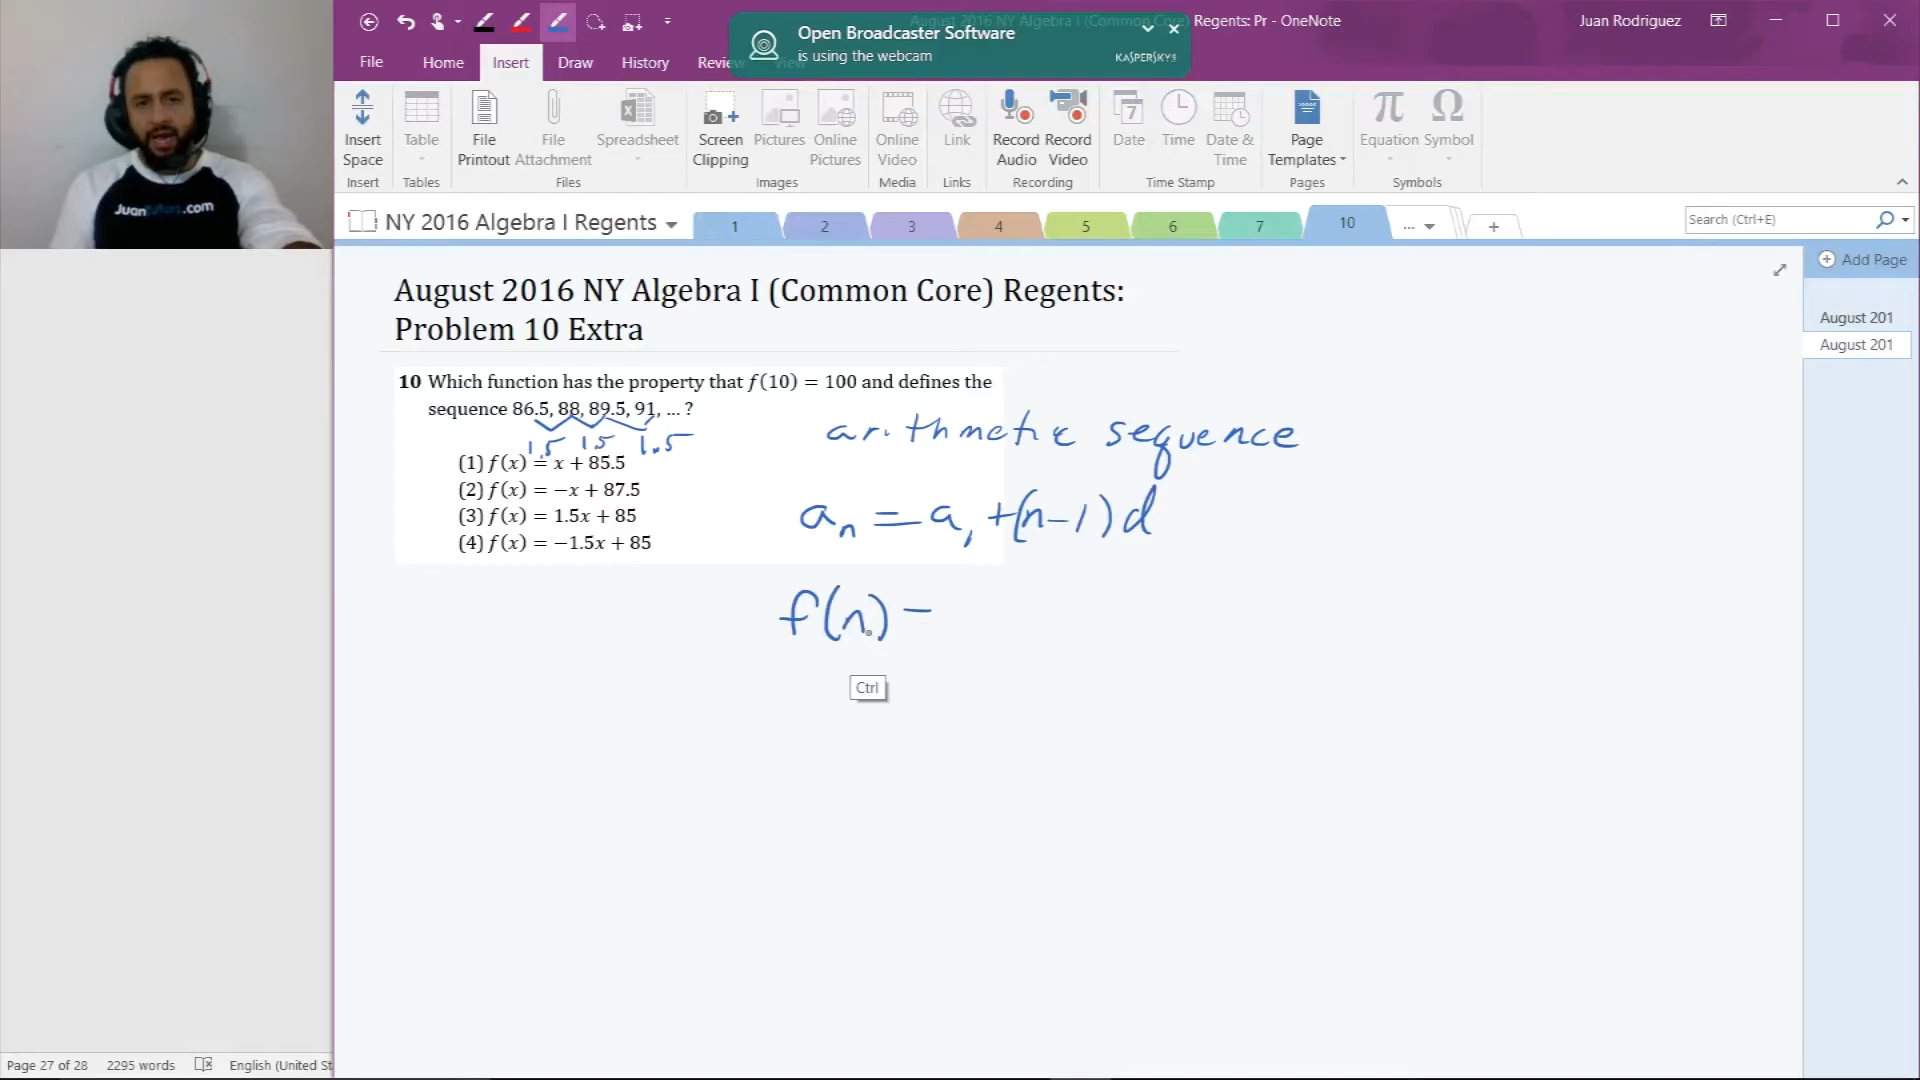 August 2016 NY Algebra I (Common Core) Regents: Pr - OneNote
Juan Rodriguez
Open Broadcaster Software
is using the webcam
KASPERSKY
File Home Insert Draw History Review View
Insert Space
Table
File Printout
File Attachment
Spreadsheet
Screen Clipping
Pictures
Online Pictures
Online Video
Link
Record Audio
Record Video
Date
Time
Date & Time
Page Templates
Equation
Symbol
Insert Tables Files Images Media Links Recording Time Stamp Pages Symbols
JuanTutors.com
NY 2016 Algebra I Regents 1 2 3 4 5 6 7 10 ... +
Search (Ctrl+E)
Add Page
August 201
August 201
August 2016 NY Algebra I (Common Core) Regents:
Problem 10 Extra
10 Which function has the property that f(10) = 100 and defines the
sequence 86.5, 88, 89.5, 91, ... ?
1.5 1.5 1.5
(1) f(x) = x + 85.5
(2) f(x) = −x + 87.5
(3) f(x) = 1.5x + 85
(4) f(x) = −1.5x + 85
arithmetic sequence
aₙ = a₁ + (n−1)d
f(n) =
Ctrl
Page 27 of 28 2295 words English (United St